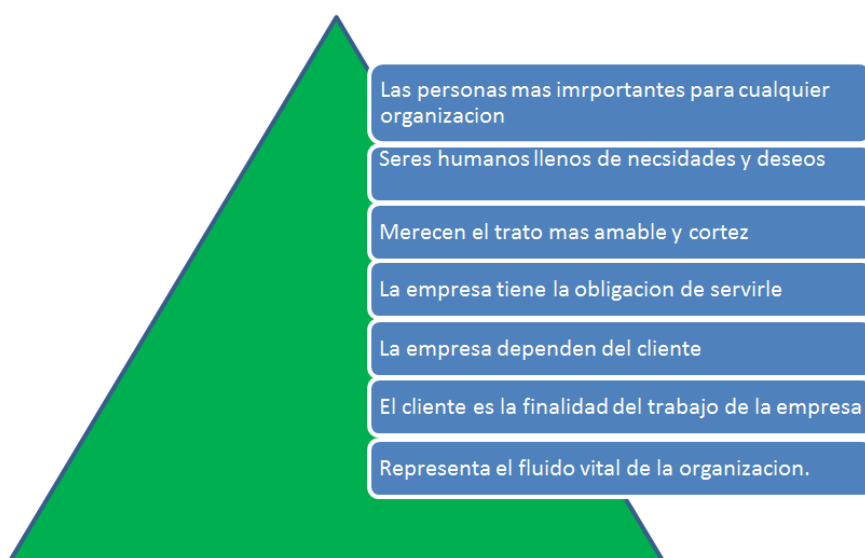 Las personas mas imrportantes para cualquier
organizacion
Seres humanos llenos de necsidades y deseos
Merecen el trato mas amable y cortez
La empresa tiene la obligacion de servirle
La empresa dependen del cliente
El cliente es la finalidad del trabajo de la empresa
Representa el fluido vital de la organizacion.